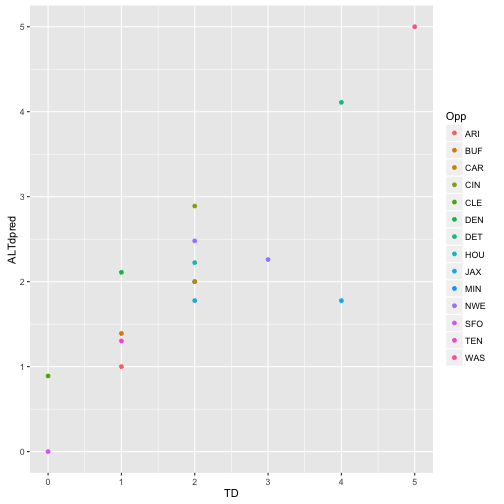 5
4
3
2
1
0
ALTdpred
0 1 2 3 4 5
TD
Opp
ARI
BUF
CAR
CIN
CLE
DEN
DET
HOU
JAX
MIN
NWE
SFO
TEN
WAS